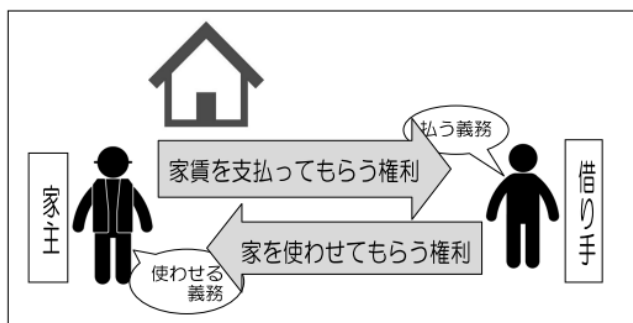 払う義務
家賃を支払ってもらう権利
家主
借り手
家を使わせてもらう権利
使わせる
義務